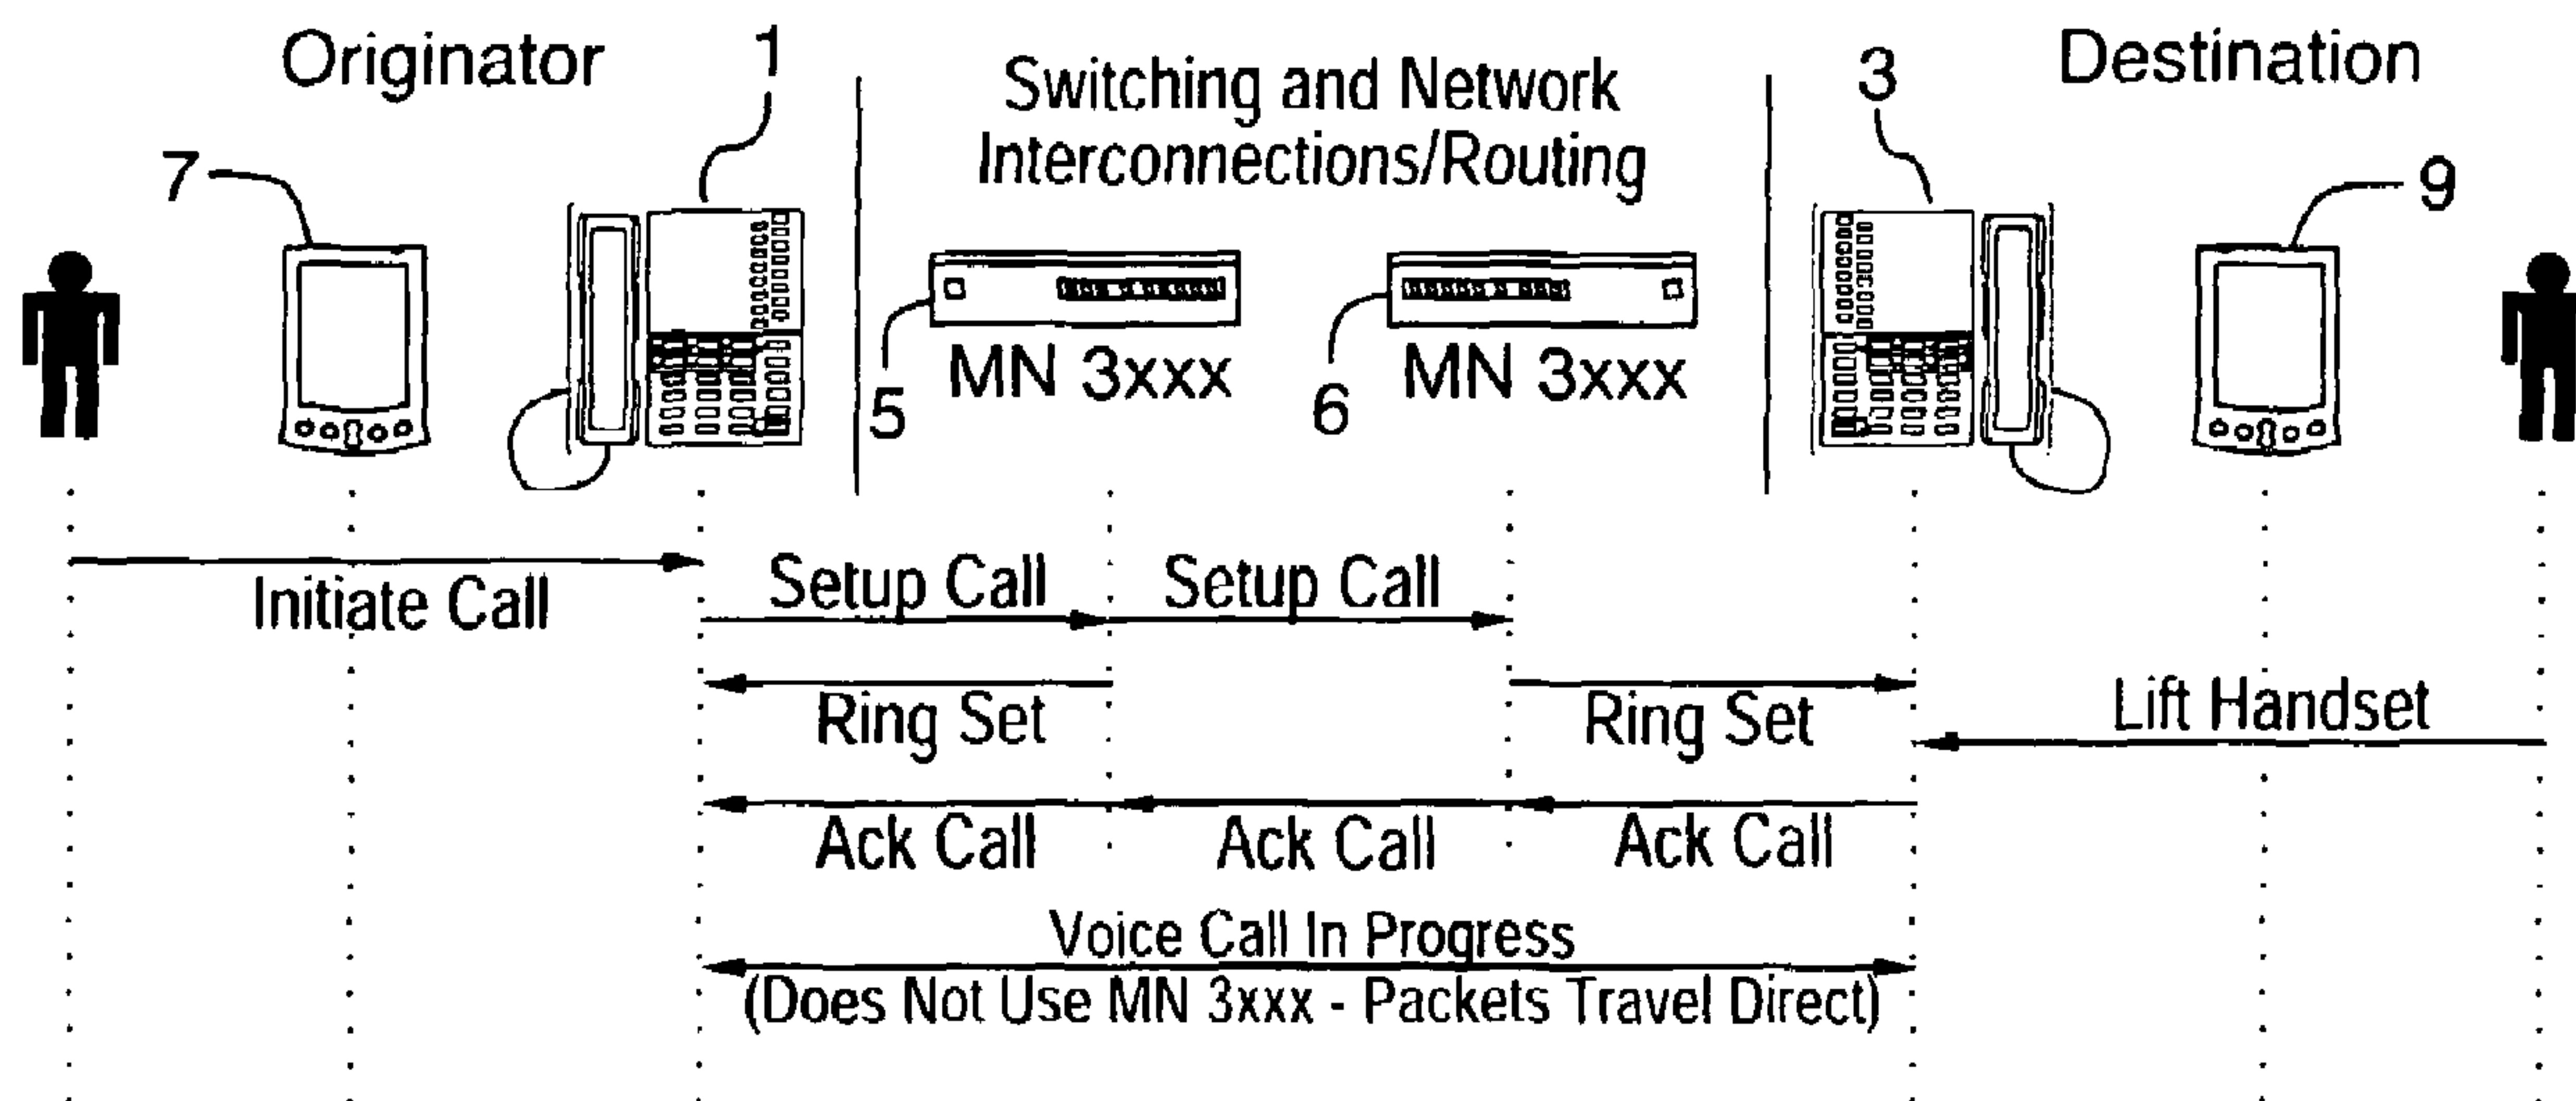 Originator
1
Switching and Network
Interconnections/Routing
3
Destination
7
9
5
MN 3xxx
6
MN 3xxx
Initiate Call
Setup Call
Setup Call
Ring Set
Ring Set
Lift Handset
Ack Call
Ack Call
Ack Call
Voice Call In Progress
(Does Not Use MN 3xxx - Packets Travel Direct)